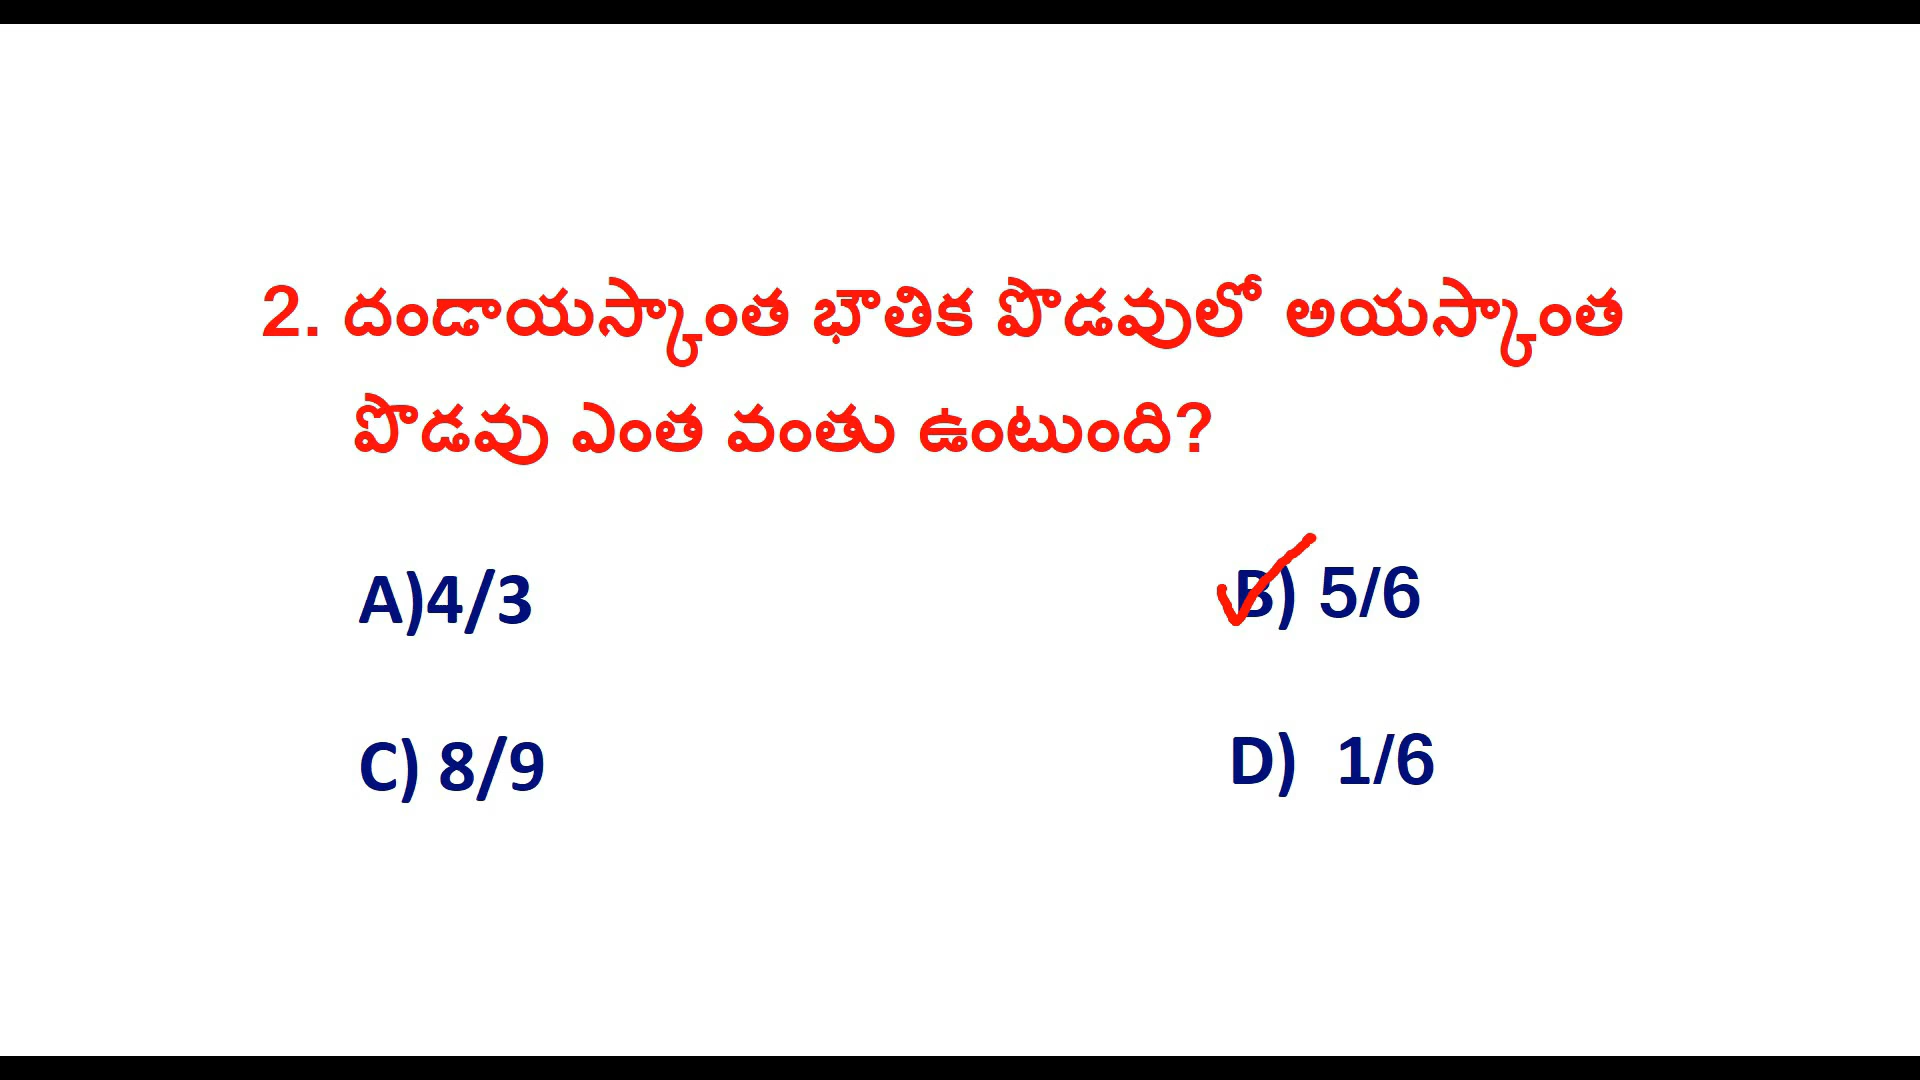 2. దండాయస్కాంత భౌతిక పొడవులో అయస్కాంత
పొడవు ఎంత వంతు ఉంటుంది?
A)4/3
B) 5/6
C) 8/9
D) 1/6